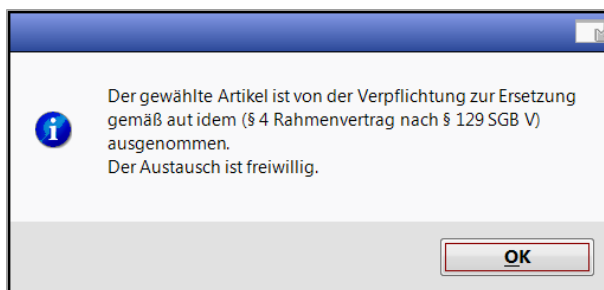 Der gewählte Artikel ist von der Verpflichtung zur Ersetzung
gemäß aut idem (§ 4 Rahmenvertrag nach § 129 SGB V)
ausgenommen.
Der Austausch ist freiwillig.
OK